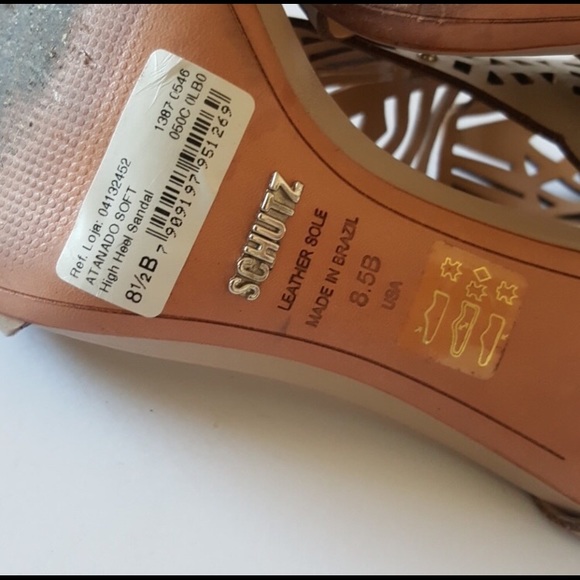 Ref. Loja: 04132452
ATANADO SOFT
High Heel Sandal
8½B
7 909197 951269
1387 0546
050C 0LB0
SCHUTZ
LEATHER SOLE
MADE IN BRAZIL
8.5B
USA